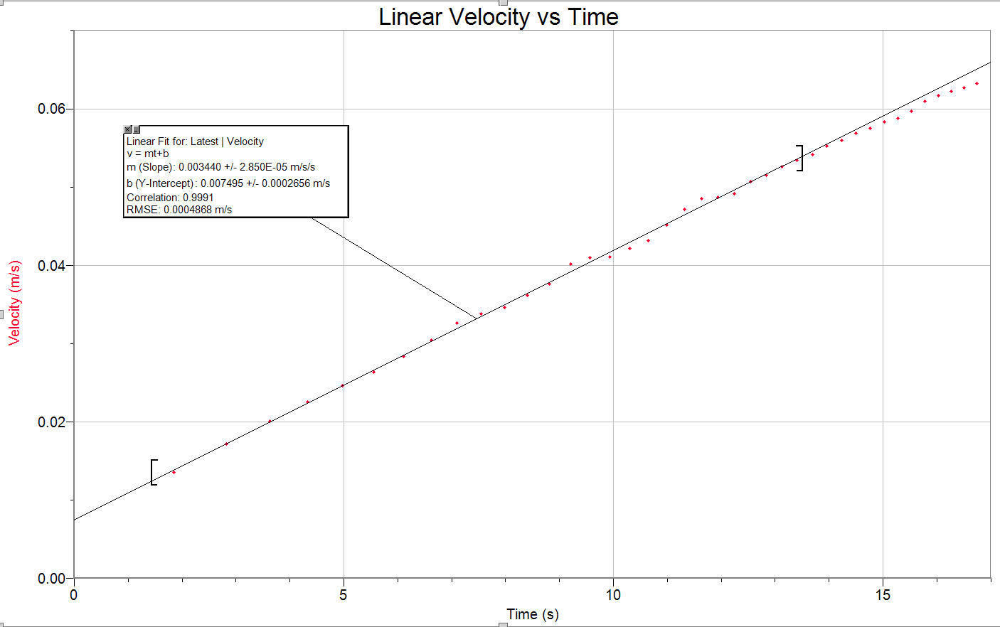 Linear Velocity vs Time
0.06
Linear Fit for: Latest | Velocity
v = mt+b
m (Slope): 0.003440 +/- 2.850E-05 m/s/s
b (Y-Intercept): 0.007495 +/- 0.0002656 m/s
Correlation: 0.9991
RMSE: 0.0004868 m/s
0.04
Velocity (m/s)
0.02
0.00
0
5
10
15
Time (s)